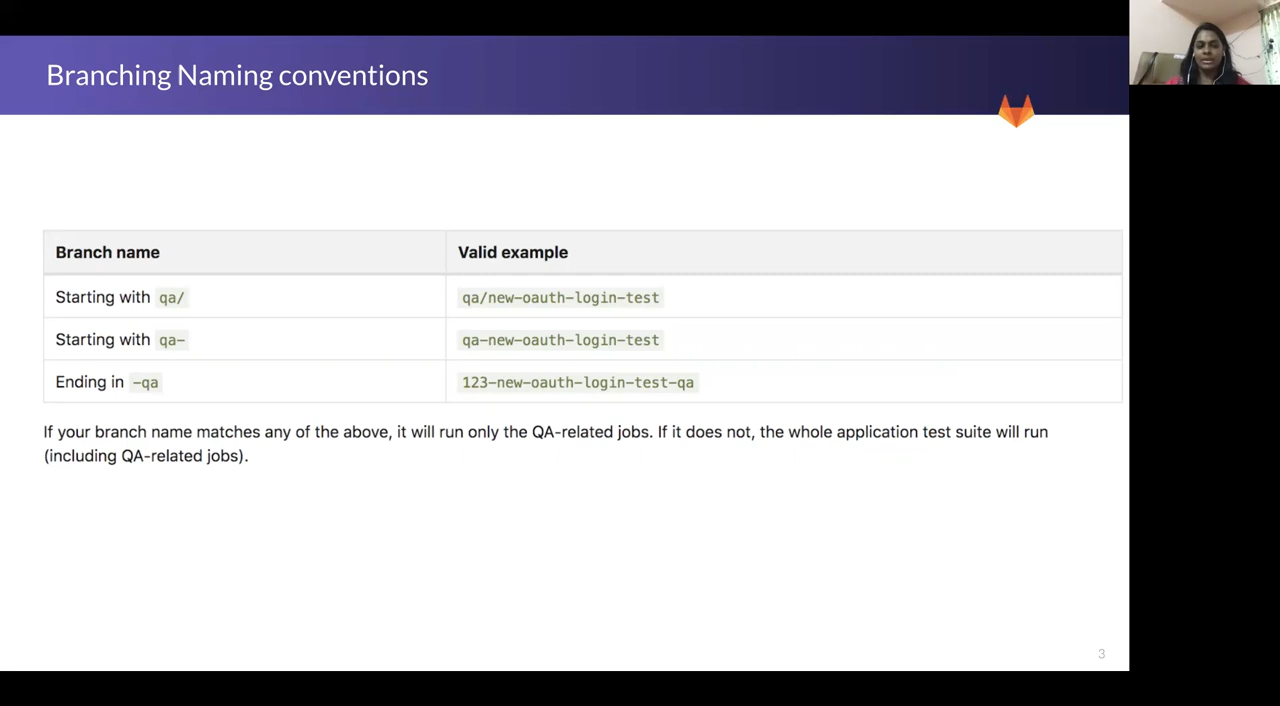 Branching Naming conventions
Branch name Valid example
Starting with qa/ qa/new-oauth-login-test
Starting with qa- qa-new-oauth-login-test
Ending in -qa 123-new-oauth-login-test-qa
If your branch name matches any of the above, it will run only the QA-related jobs. If it does not, the whole application test suite will run
(including QA-related jobs).
3